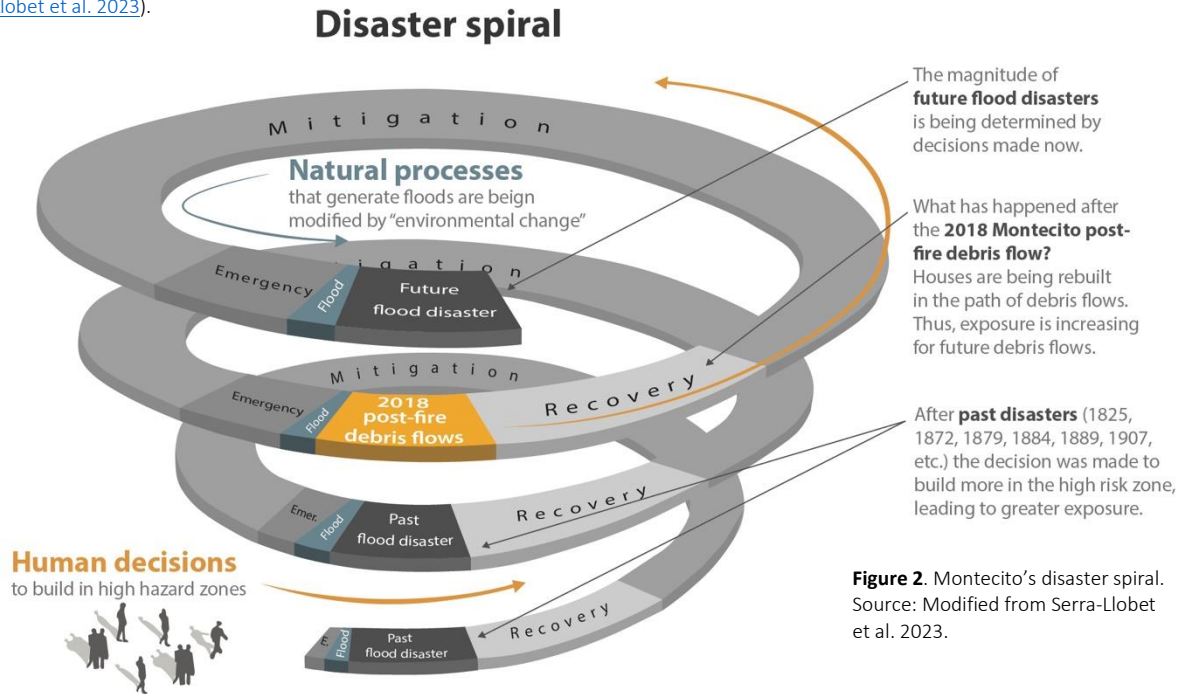 lobet et al. 2023).
Disaster spiral
Mitigation
Natural processes
that generate floods are beign
modified by "environmental change"
igation
Emergency
Flood
Future
flood disaster
Mitigation
Emergency
Flood
2018
post-fire
debris flows
Recovery
Emer.
Flood
Past
flood disaster
Recovery
E.
Flood
Past
flood disaster
Recovery
Human decisions
to build in high hazard zones
The magnitude of
future flood disasters
is being determined by
decisions made now.
What has happened after
the 2018 Montecito post-
fire debris flow?
Houses are being rebuilt
in the path of debris flows.
Thus, exposure is increasing
for future debris flows.
After past disasters (1825,
1872, 1879, 1884, 1889, 1907,
etc.) the decision was made to
build more in the high risk zone,
leading to greater exposure.
Figure 2. Montecito's disaster spiral.
Source: Modified from Serra-Llobet
et al. 2023.